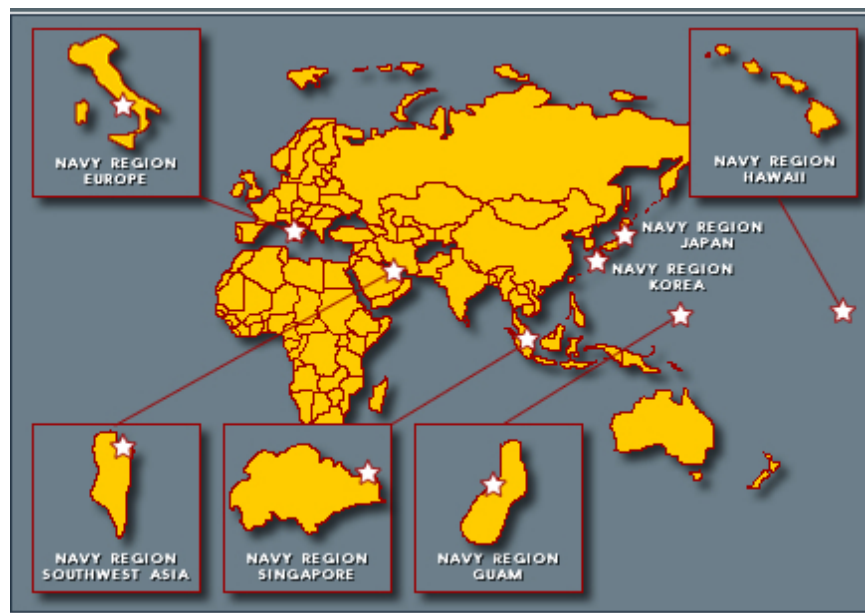 NAVY REGION
EUROPE
NAVY REGION
HAWAII
NAVY REGION
JAPAN
NAVY REGION
KOREA
NAVY REGION
SOUTHWEST ASIA
NAVY REGION
SINGAPORE
NAVY REGION
GUAM